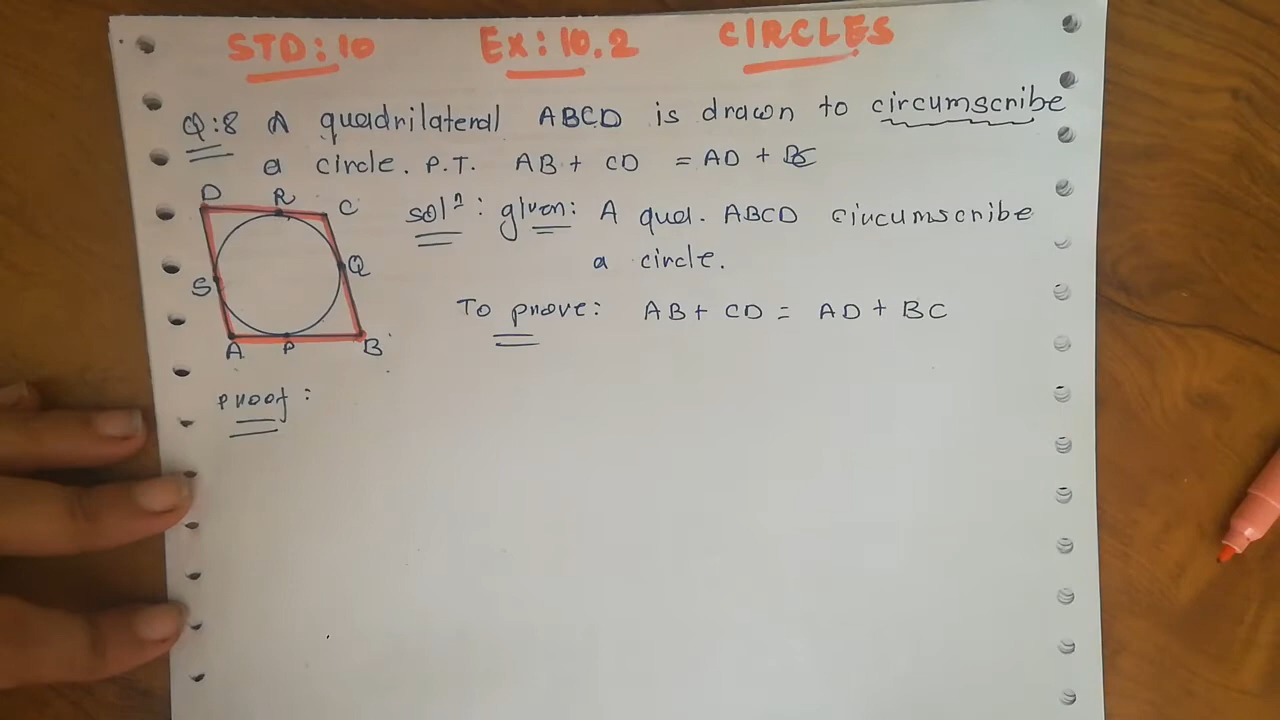 STD:10 Ex:10.2 CIRCLES
Q:8 A quadrilateral ABCD is drawn to circumscribe
a circle. P.T. AB + CD = AD + BC
D R C
S Q
A P B
solⁿ: given: A qud. ABCD circumscribe
a circle.
To prove: AB + CD = AD + BC
proof: